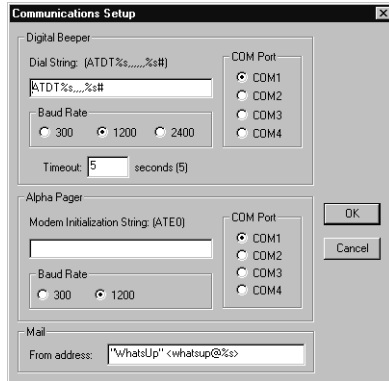 Communications Setup
Digital Beeper
Dial String: (ATDT%s,,,,,,%s#)
ATDT%s,,,,%s#
Baud Rate
300 1200 2400
Timeout: 5 seconds (5)
COM Port
COM1
COM2
COM3
COM4
Alpha Pager
Modem Initialization String: (ATE0)
Baud Rate
300 1200
COM Port
COM1
COM2
COM3
COM4
OK
Cancel
Mail
From address: "WhatsUp" <whatsup@%s>